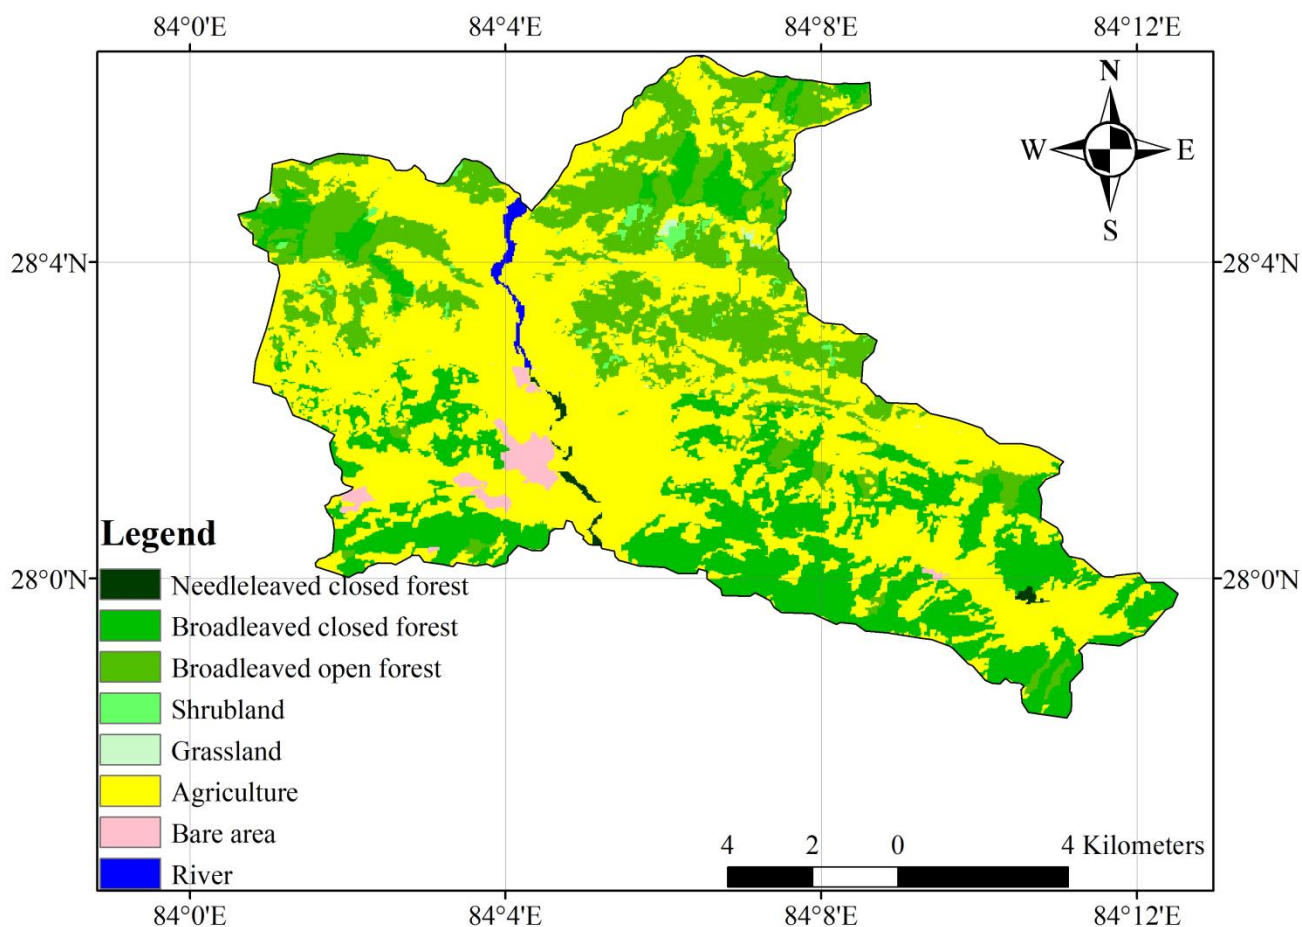 84°0'E 84°4'E 84°8'E 84°12'E
N
W E
S
28°4'N 28°4'N
Legend
28°0'N 28°0'N
Needleleaved closed forest
Broadleaved closed forest
Broadleaved open forest
Shrubland
Grassland
Agriculture
Bare area
River
4 2 0 4 Kilometers
84°0'E 84°4'E 84°8'E 84°12'E